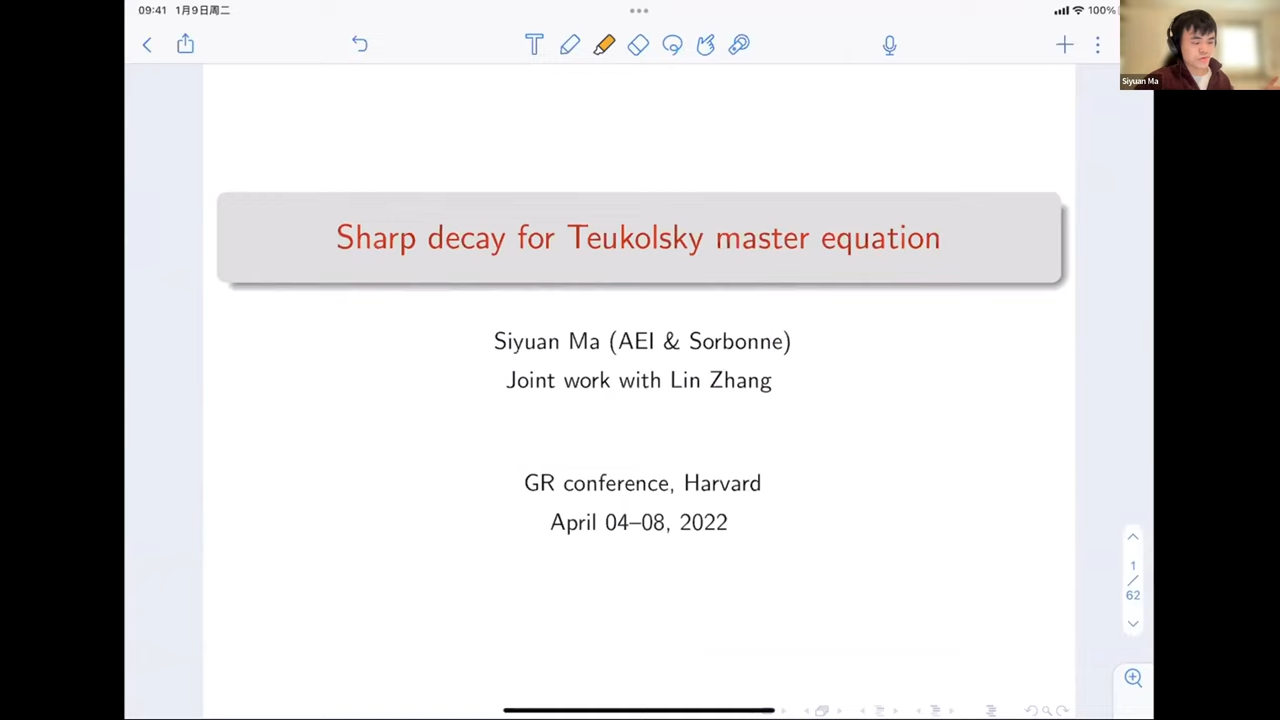 09:41 1月9日周二
100%
Siyuan Ma
Sharp decay for Teukolsky master equation
Siyuan Ma (AEI & Sorbonne)
Joint work with Lin Zhang
GR conference, Harvard
April 04–08, 2022
1
/
62